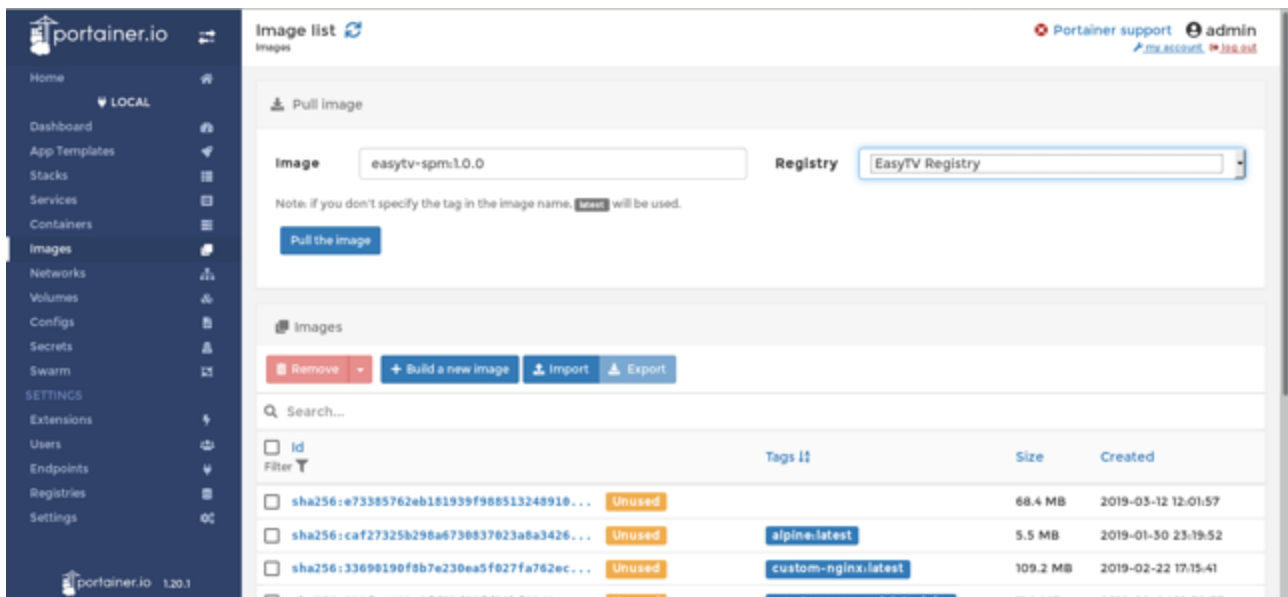 portainer.io
Image list
Images
Portainer support admin
my account log out
Home
LOCAL
Dashboard
App Templates
Stacks
Services
Containers
Images
Networks
Volumes
Configs
Secrets
Swarm
SETTINGS
Extensions
Users
Endpoints
Registries
Settings
portainer.io 1.20.1
Pull image
Image easytv-spm:1.0.0 Registry EasyTV Registry
Note: if you don't specify the tag in the image name, latest will be used.
Pull the image
Images
Remove + Build a new image Import Export
Search...
Id Tags Size Created
Filter
sha256:e73385762eb181939f988513248910... Unused 68.4 MB 2019-03-12 12:01:57
sha256:caf27325b298a6730837023a8a3426... Unused alpine:latest 5.5 MB 2019-01-30 23:19:52
sha256:33690190f8b7e230ea5f027fa762ec... Unused custom-nginx:latest 109.2 MB 2019-02-22 17:15:41